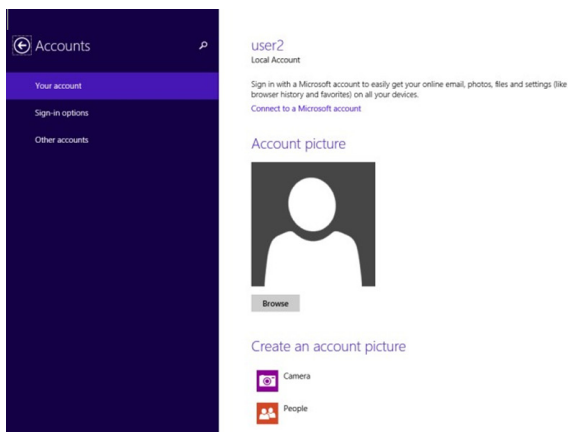 Accounts
Your account
Sign-in options
Other accounts
user2
Local Account
Sign in with a Microsoft account to easily get your online email, photos, files and settings (like
browser history and favorites) on all your devices.
Connect to a Microsoft account
Account picture
Browse
Create an account picture
Camera
People